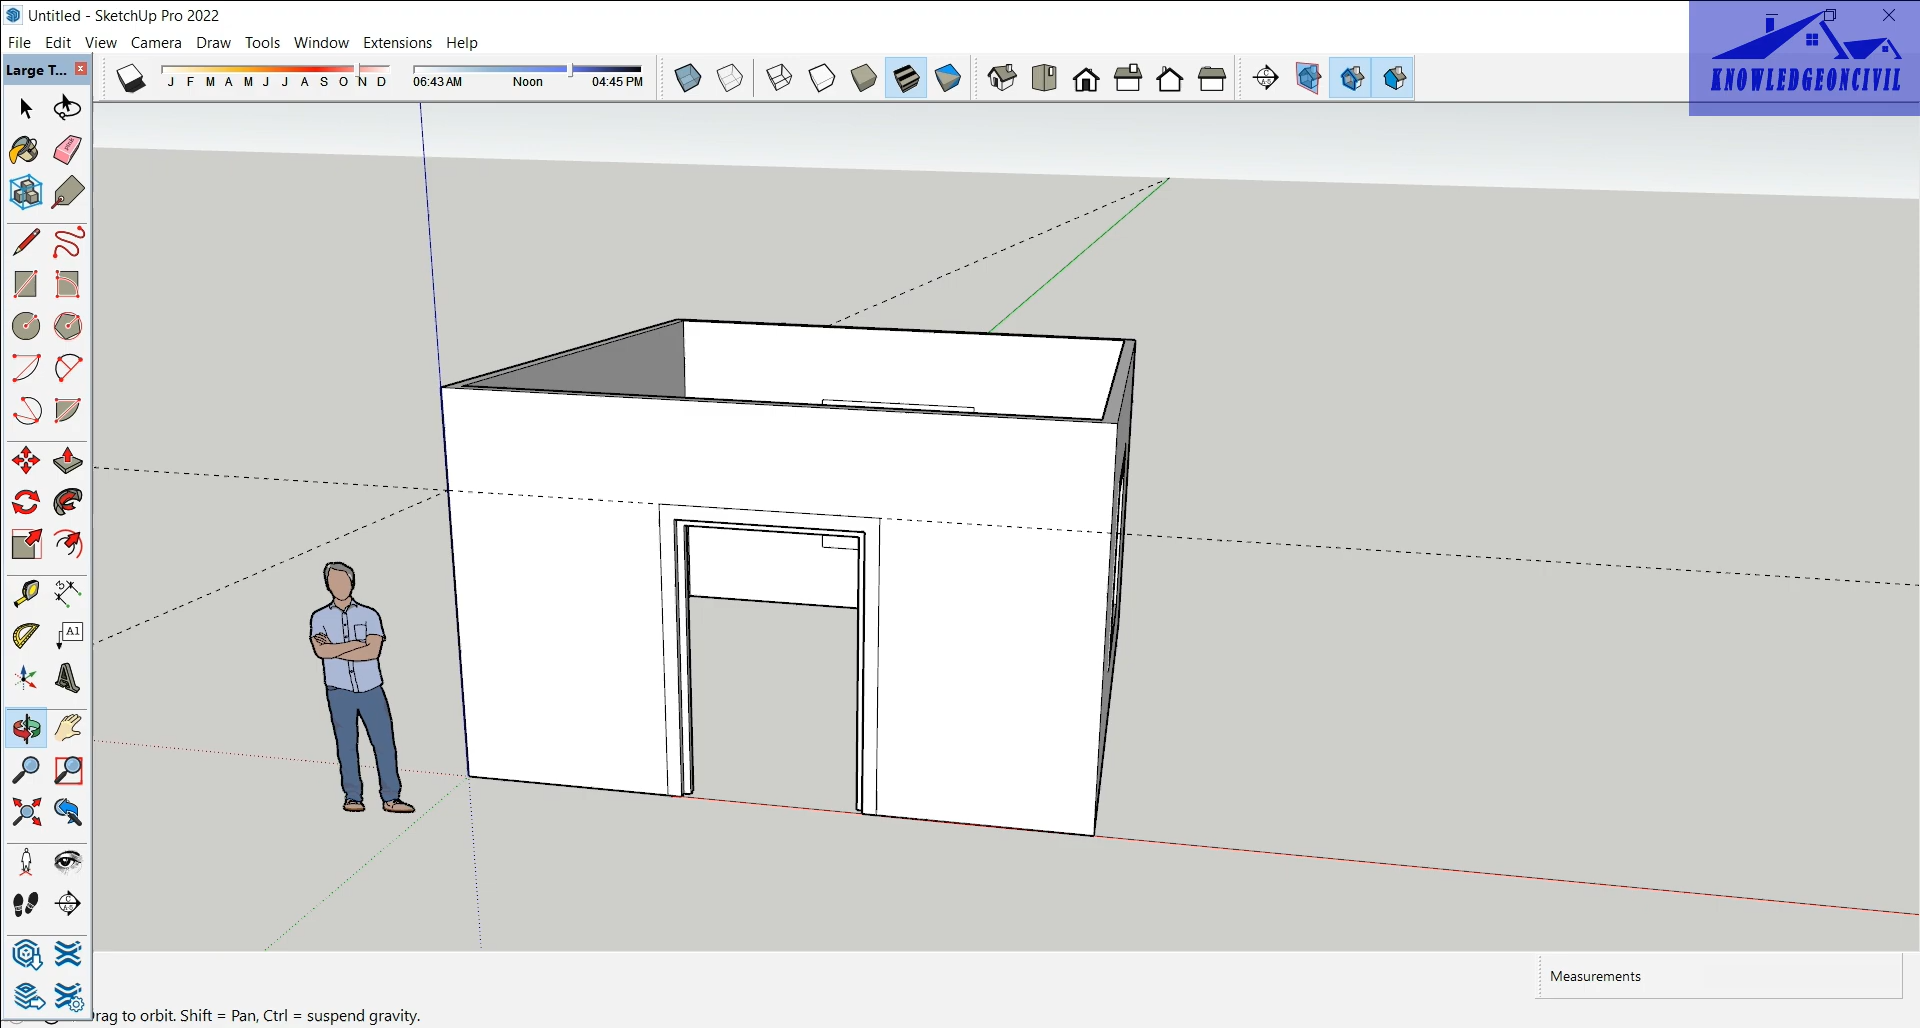 Untitled - SketchUp Pro 2022
KNOWLEDGEONCIVIL
File Edit View Camera Draw Tools Window Extensions Help
Large T...
J F M A M J J A S O N D
06:43 AM Noon 04:45 PM
A1
Measurements
rag to orbit. Shift = Pan, Ctrl = suspend gravity.